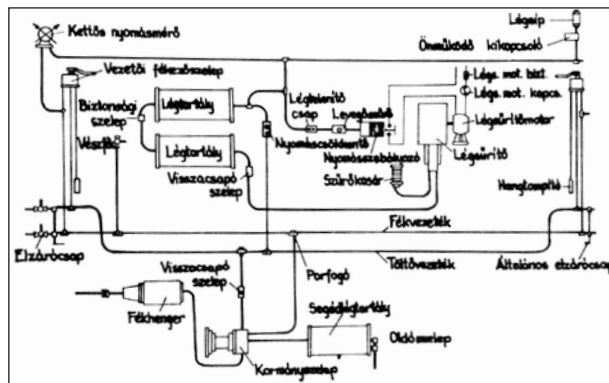 Kettős nyomásmérő
Légsíp
Önműködő kikapcsoló
Vezetői fékezőszelep
Biztonsági szelep
Légtartály
Légtelenítő csap
Légs. mot. bizt.
Légs. mot. kapcs.
Légsűrítőmotor
Vészfék
Légtartály
Nyomáscsökkentő
Nyomásszabályozó
Légsűrítő
Visszacsapó szelep
Szűrőkosár
Hangtompító
Fékvezeték
Elzárócsap
Visszacsapó szelep
Porfogó
Töltővezeték
Általános elzárócsap
Fékhenger
Segédlégtartály
Oldószelep
Kormányszelep